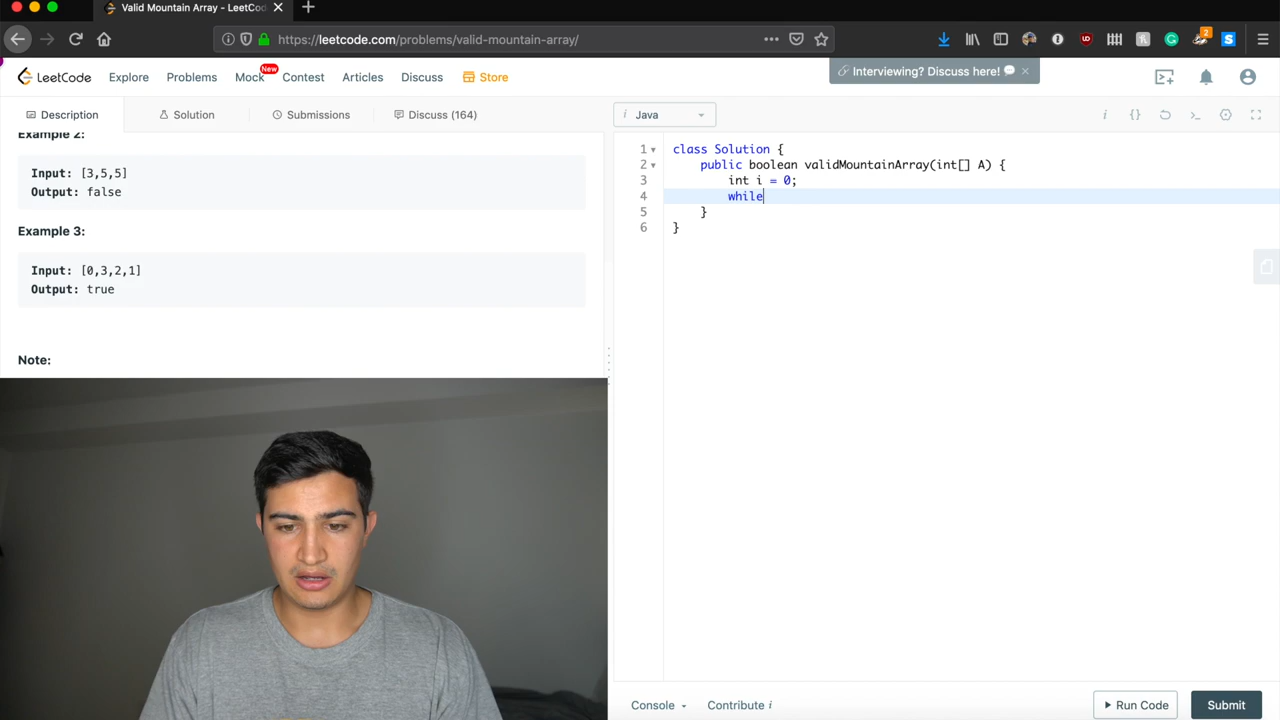 Valid Mountain Array - LeetCod
https://leetcode.com/problems/valid-mountain-array/
2
LeetCode
Explore
Problems
Mock
New
Contest
Articles
Discuss
Store
Interviewing? Discuss here!
Description
Solution
Submissions
Discuss (164)
i Java
Example 2:
Input: [3,5,5]
Output: false
Example 3:
Input: [0,3,2,1]
Output: true
Note:
1 class Solution {
2 public boolean validMountainArray(int[] A) {
3 int i = 0;
4 while
5 }
6 }
Console
Contribute i
Run Code
Submit